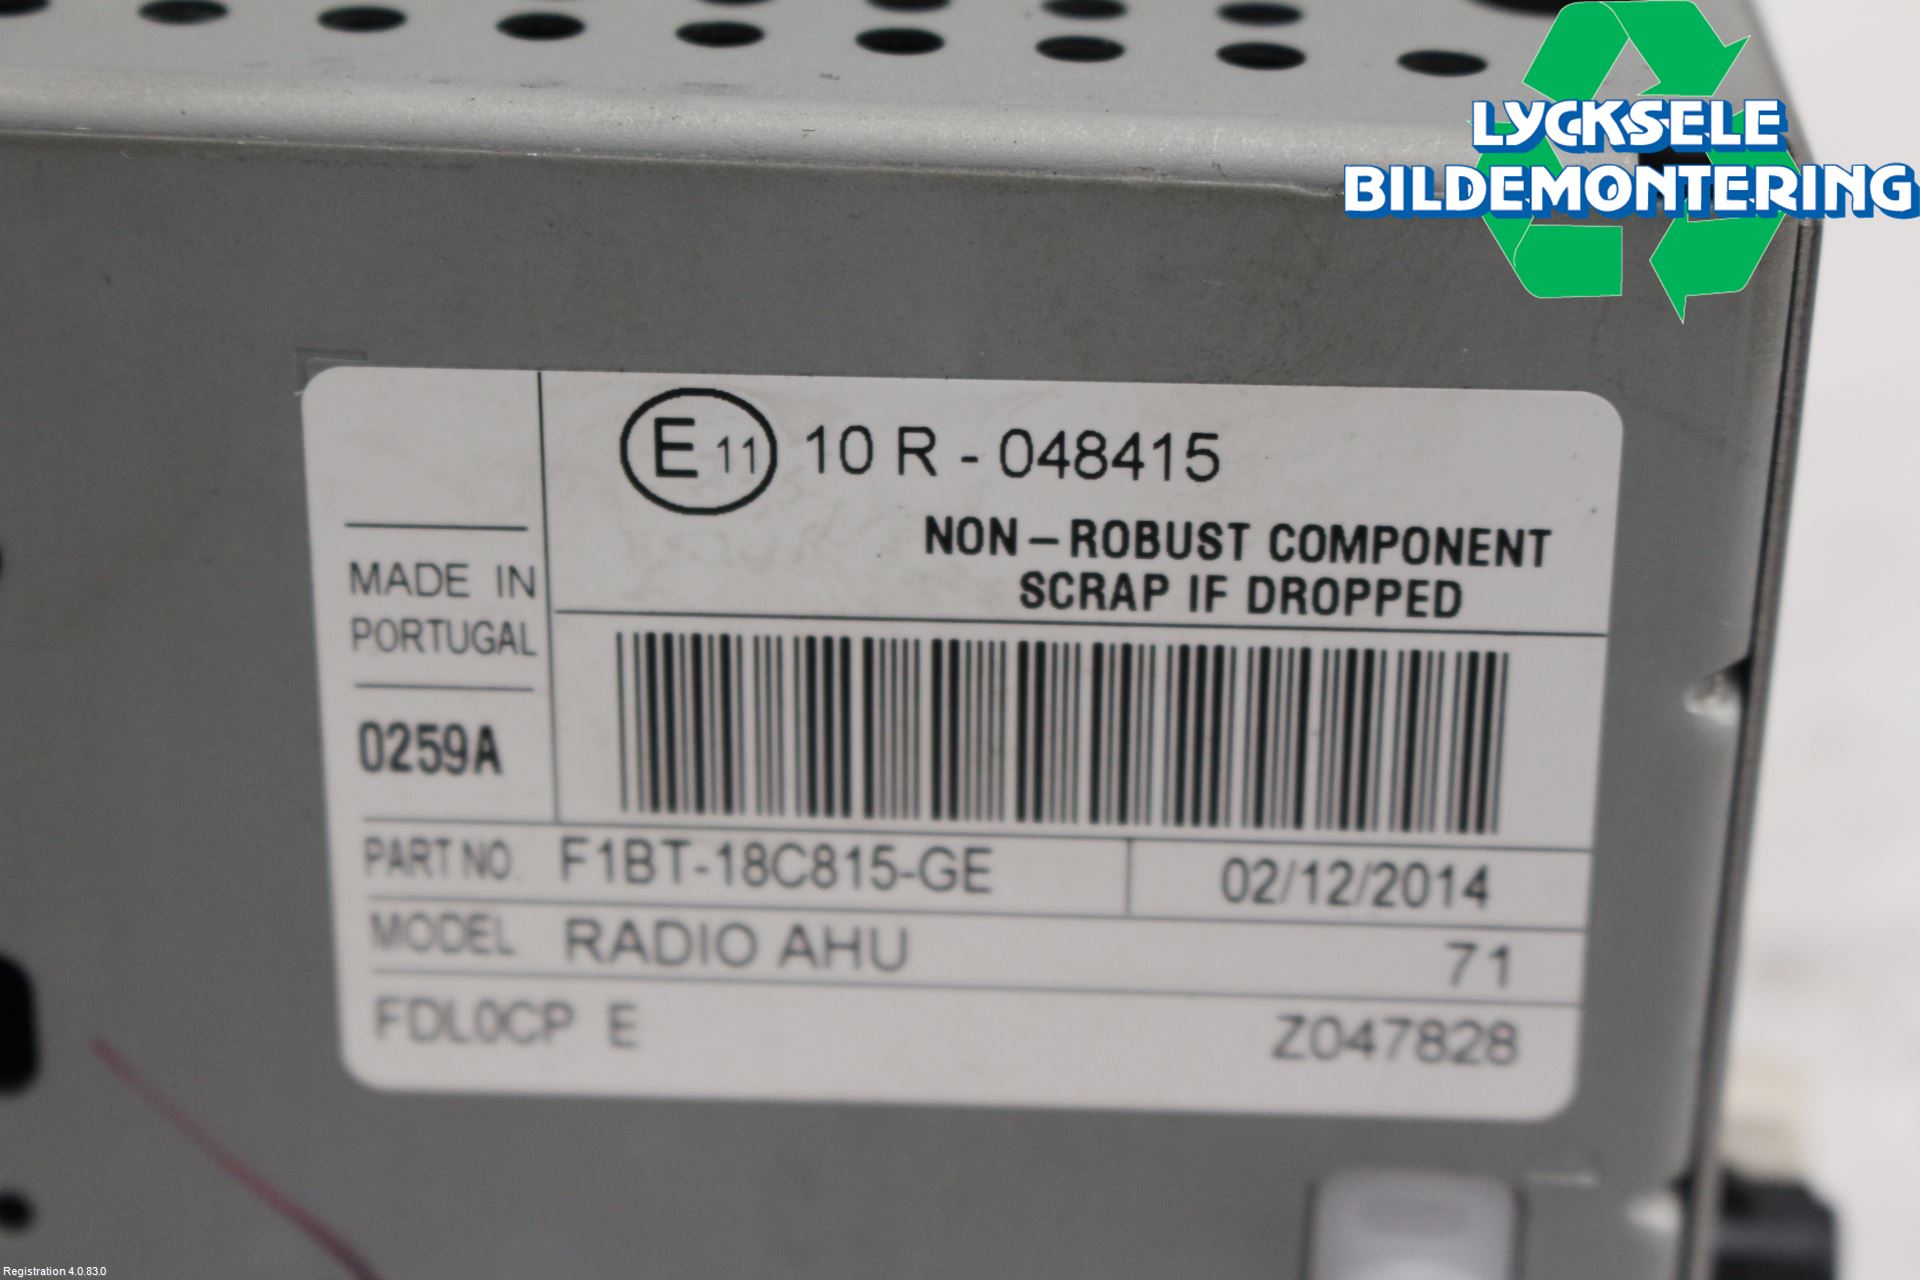 LYCKSELE
BILDEMONTERING
E 11 10 R - 048415
NON-ROBUST COMPONENT
SCRAP IF DROPPED
MADE IN
PORTUGAL
0259A
PART NO. F1BT-18C815-GE 02/12/2014
MODEL RADIO AHU 71
FDL0CP E Z047828
Registration 4.0.83.0